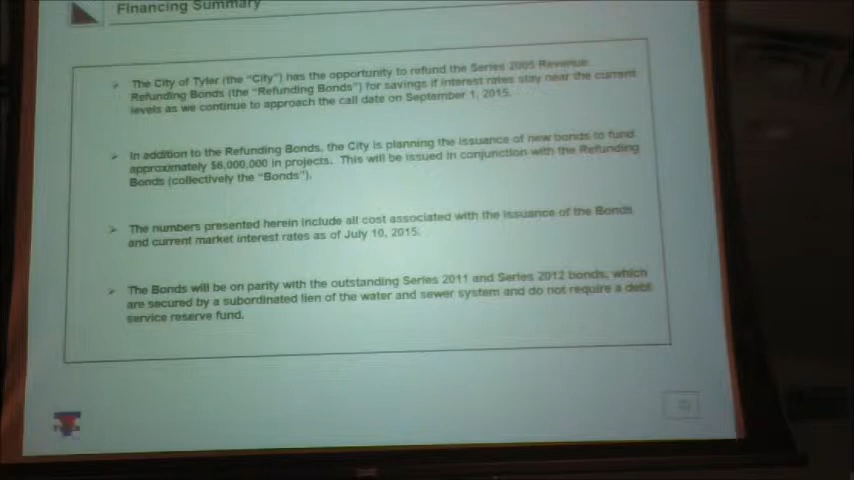 Financing Summary
➢ The City of Tyler (the "City") has the opportunity to refund the Series 2005 Revenue
Refunding Bonds (the "Refunding Bonds") for savings if interest rates stay near the current
levels as we continue to approach the call date on September 1, 2015.
➢ In addition to the Refunding Bonds, the City is planning the issuance of new bonds to fund
approximately $6,000,000 in projects. This will be issued in conjunction with the Refunding
Bonds (collectively the "Bonds").
➢ The numbers presented herein include all cost associated with the issuance of the Bonds
and current market interest rates as of July 10, 2015.
➢ The Bonds will be on parity with the outstanding Series 2011 and Series 2012 bonds, which
are secured by a subordinated lien of the water and sewer system and do not require a debt
service reserve fund.